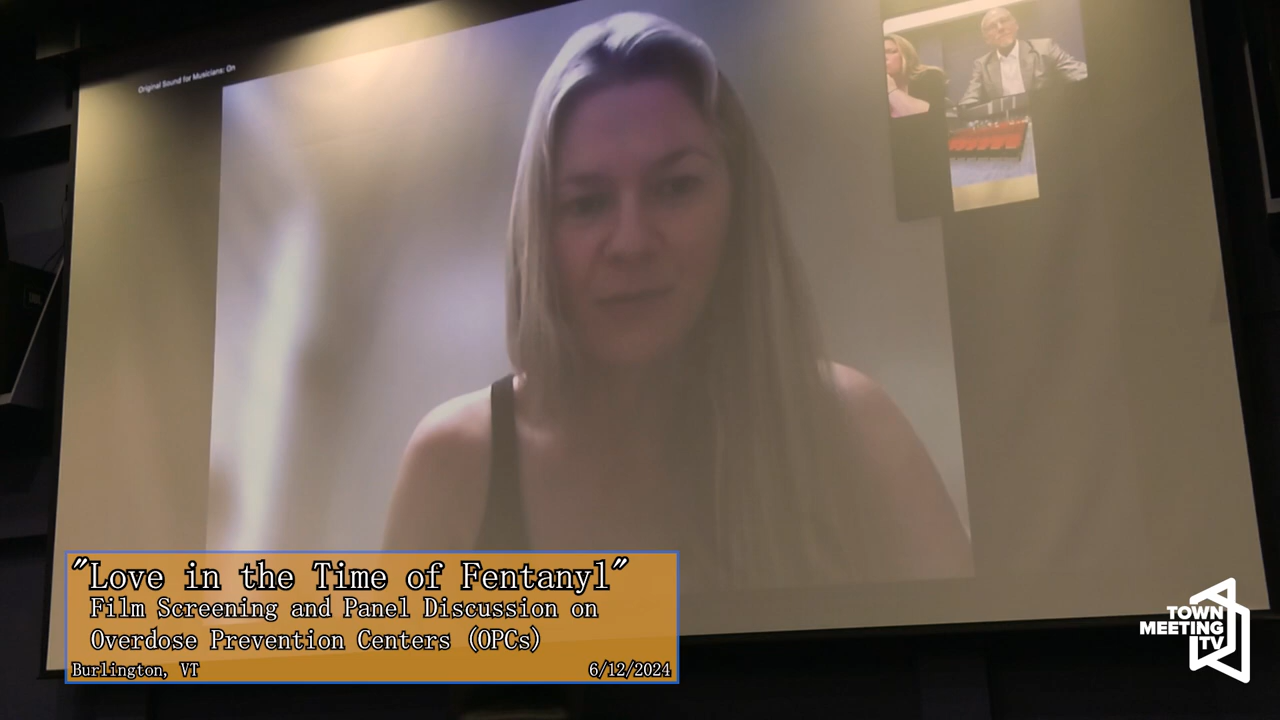 Original Sound for Musicians: On
"Love in the Time of Fentanyl"
Film Screening and Panel Discussion on
Overdose Prevention Centers (OPCs)
Burlington, VT 6/12/2024
TOWN
MEETING
TV